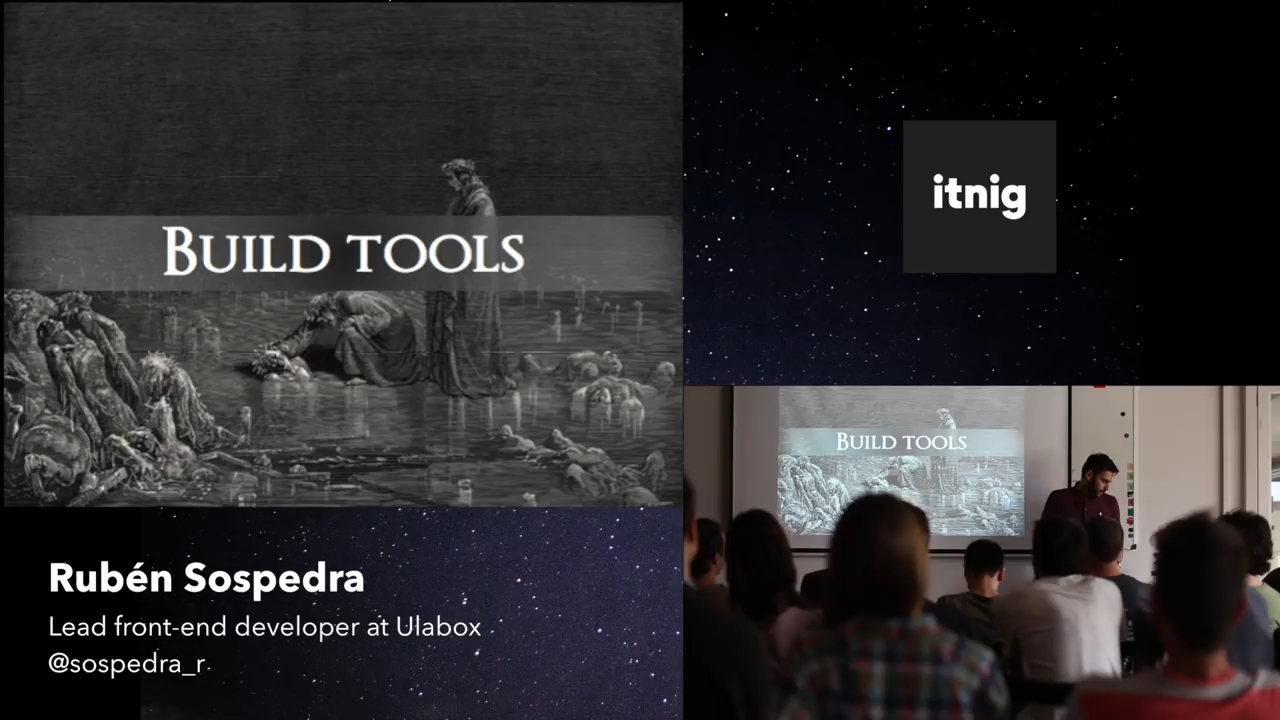 BUILD TOOLS
itnig
BUILD TOOLS
Rubén Sospedra
Lead front-end developer at Ulabox
@sospedra_r